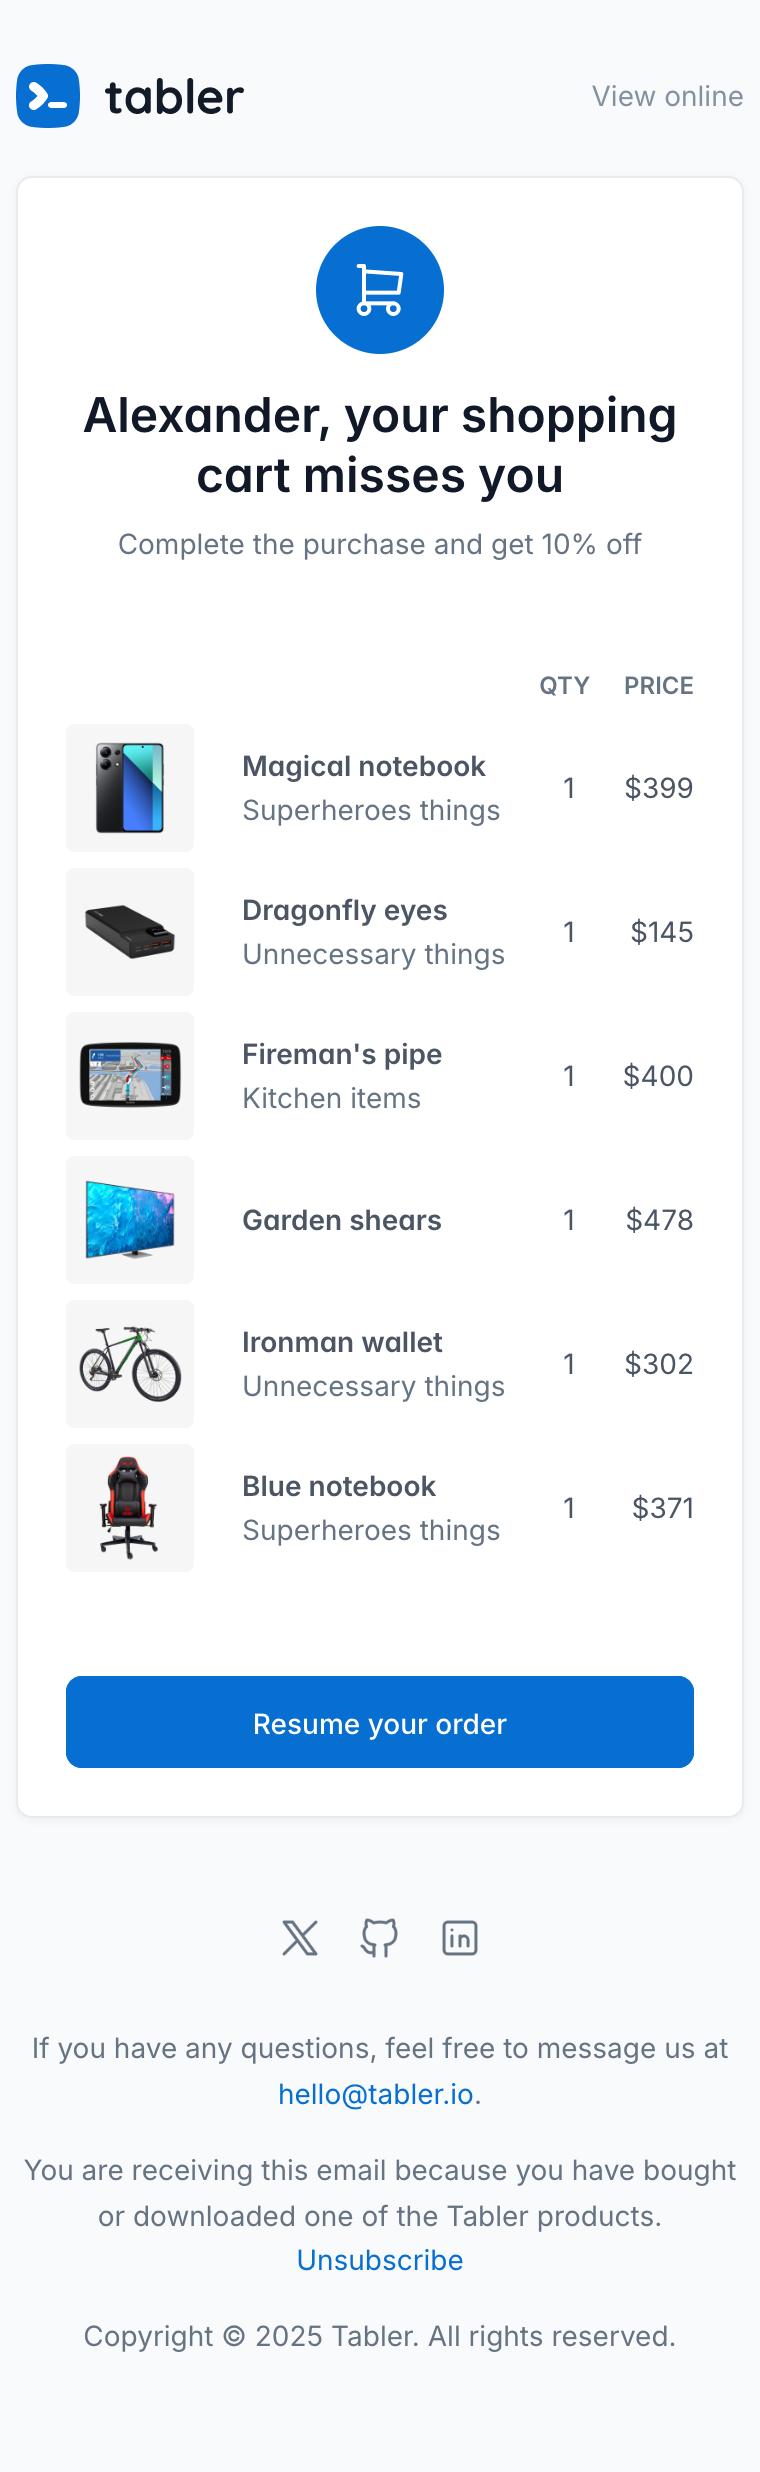 tabler
View online
Alexander, your shopping
cart misses you
Complete the purchase and get 10% off
QTY PRICE
Magical notebook
Superheroes things
1 $399
Dragonfly eyes
Unnecessary things
1 $145
Fireman's pipe
Kitchen items
1 $400
Garden shears
1 $478
Ironman wallet
Unnecessary things
1 $302
Blue notebook
Superheroes things
1 $371
Resume your order
If you have any questions, feel free to message us at
hello@tabler.io.
You are receiving this email because you have bought
or downloaded one of the Tabler products.
Unsubscribe
Copyright © 2025 Tabler. All rights reserved.